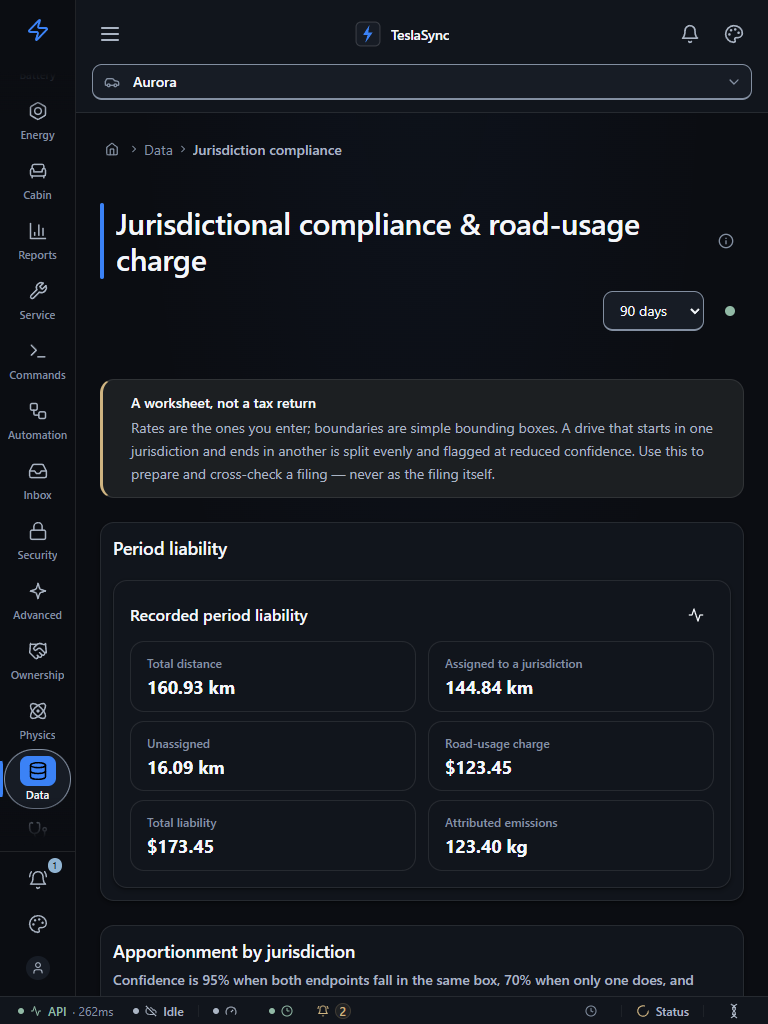 TeslaSync
Aurora
Battery
Energy
Cabin
Reports
Service
Commands
Automation
Inbox
Security
Advanced
Ownership
Physics
Data
1
Data
Jurisdiction compliance
Jurisdictional compliance & road-usage
charge
90 days
A worksheet, not a tax return
Rates are the ones you enter; boundaries are simple bounding boxes. A drive that starts in one
jurisdiction and ends in another is split evenly and flagged at reduced confidence. Use this to
prepare and cross-check a filing — never as the filing itself.
Period liability
Recorded period liability
Total distance
160.93 km
Assigned to a jurisdiction
144.84 km
Unassigned
16.09 km
Road-usage charge
$123.45
Total liability
$173.45
Attributed emissions
123.40 kg
Apportionment by jurisdiction
Confidence is 95% when both endpoints fall in the same box, 70% when only one does, and
API · 262ms
Idle
2
Status